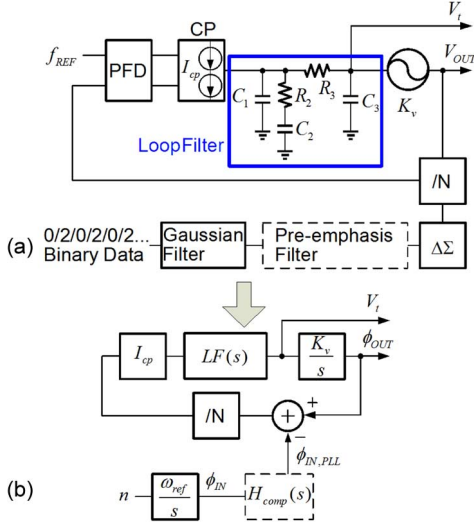 CP
V_t
f_REF
PFD
I_cp
V_OUT
R_3
R_2
C_1
C_3
K_v
C_2
LoopFilter
/N
(a)
0/2/0/2/0/2...
Binary Data
Gaussian
Filter
Pre-emphasis
Filter
ΔΣ
V_t
I_cp
LF(s)
K_v
s
ϕ_OUT
/N
+
+
−
ϕ_IN,PLL
(b)
n
ω_ref
s
ϕ_IN
H_comp(s)